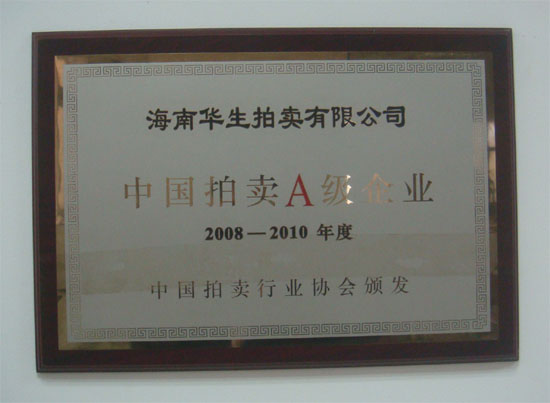 海南华生拍卖有限公司
中国拍卖A级企业
2008—2010 年度
中国拍卖行业协会颁发